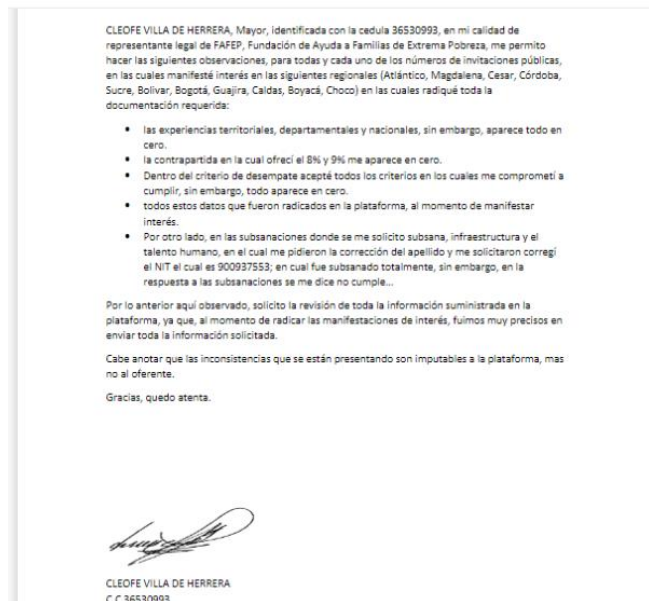 CLEOFE VILLA DE HERRERA, Mayor, identificada con la cedula 36530993, en mi calidad de
representante legal de FAFEP, Fundación de Ayuda a Familias de Extrema Pobreza, me permito
hacer las siguientes observaciones, para todas y cada uno de los números de invitaciones públicas,
en las cuales manifesté interés en las siguientes regionales (Atlántico, Magdalena, Cesar, Córdoba,
Sucre, Bolivar, Bogotá, Guajira, Caldas, Boyacá, Choco) en las cuales radiqué toda la
documentación requerida:
• las experiencias territoriales, departamentales y nacionales, sin embargo, aparece todo en
cero.
• la contrapartida en la cual ofrecí el 8% y 9% me aparece en cero.
• Dentro del criterio de desempate acepté todos los criterios en los cuales me comprometí a
cumplir, sin embargo, todo aparece en cero.
• todos estos datos que fueron radicados en la plataforma, al momento de manifestar
interés.
• Por otro lado, en las subsanaciones donde se me solicito subsana, infraestructura y el
talento humano, en el cual me pidieron la corrección del apellido y me solicitaron corregí
el NIT el cual es 900937553; en cual fue subsanado totalmente, sin embargo, en la
respuesta a las subsanaciones se me dice no cumple...
Por lo anterior aquí observado, solicito la revisión de toda la información suministrada en la
plataforma, ya que, al momento de radicar las manifestaciones de interés, fuimos muy precisos en
enviar toda la información solicitada.
Cabe anotar que las inconsistencias que se están presentando son imputables a la plataforma, mas
no al oferente.
Gracias, quedo atenta.
CLEOFE VILLA DE HERRERA
C.C 36530993